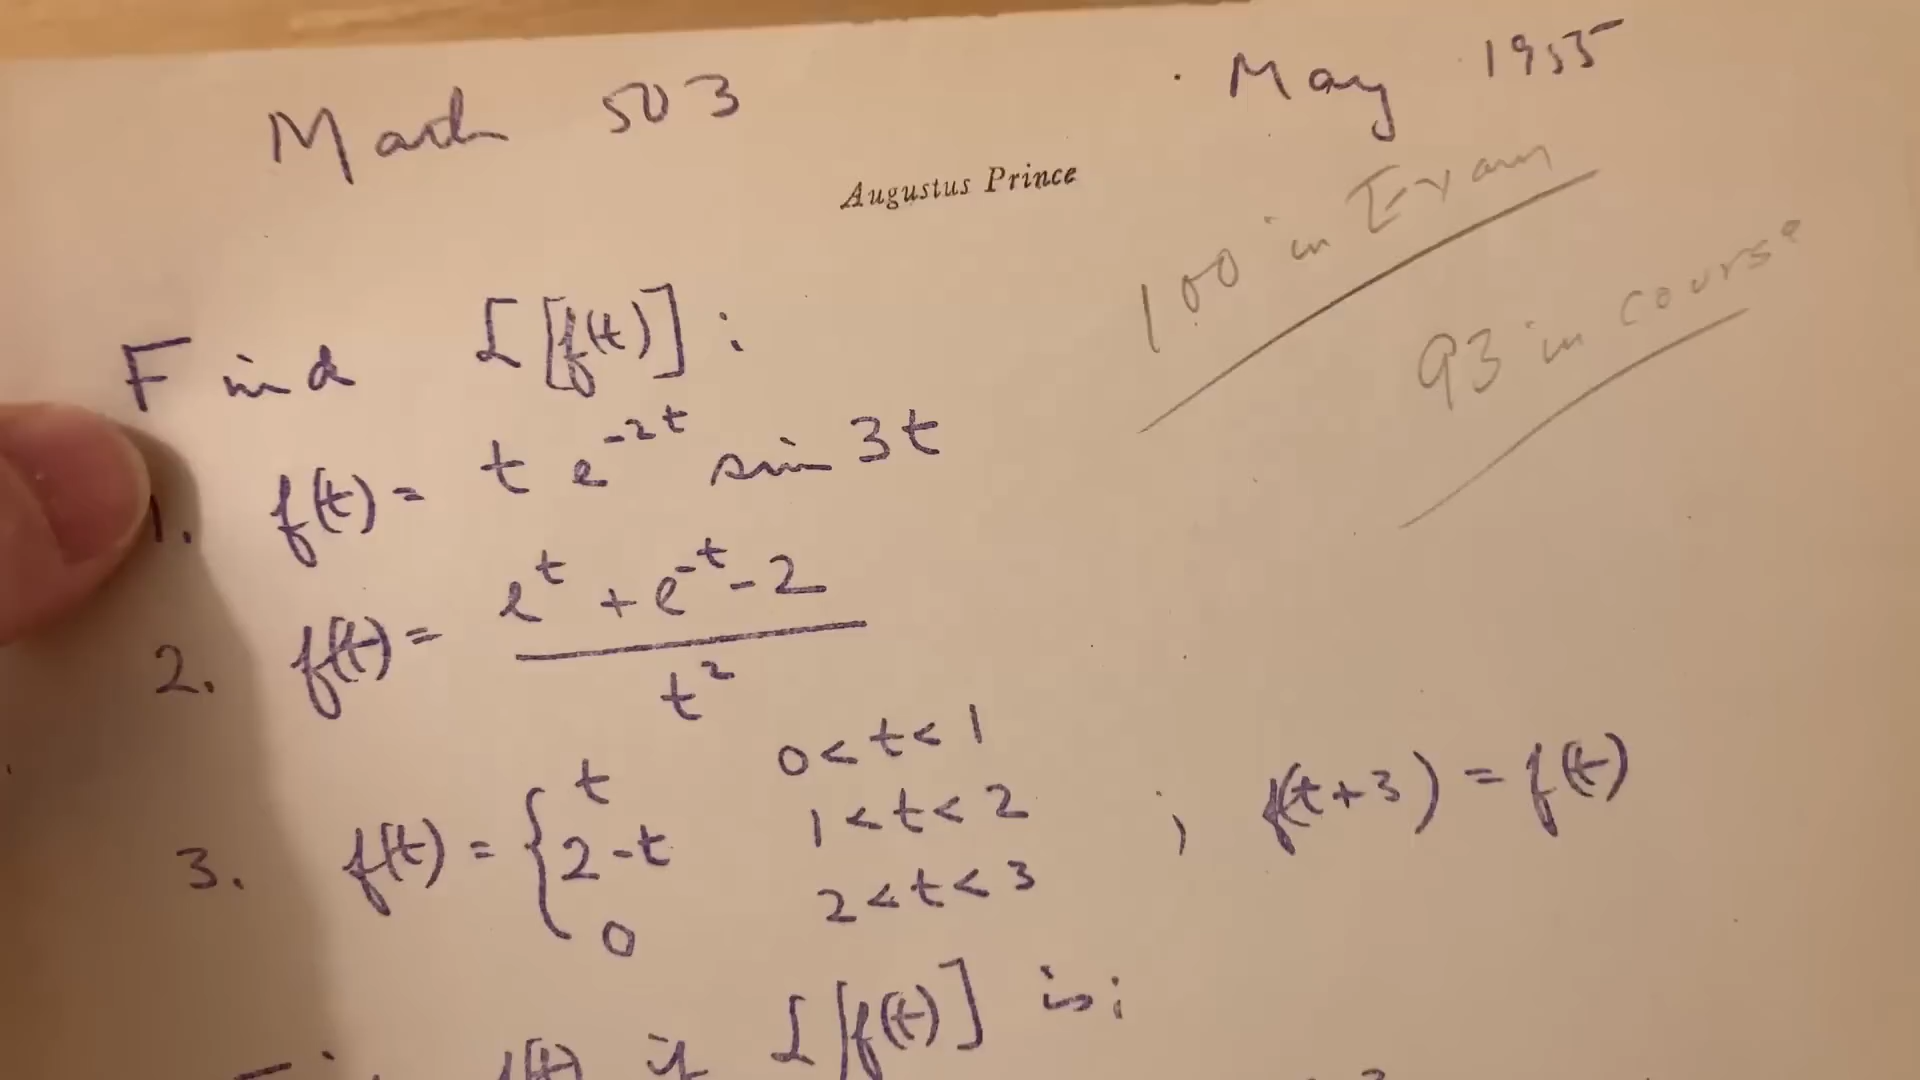 Math 503
May 1955
Augustus Prince
100 in Exam
93 in course
Find L[f(t)]:
1. f(t) = t e^-2t sin 3t
2. f(t) = (e^t + e^-t - 2) / t^2
3. f(t) = { t 0 < t < 1
2 - t 1 < t < 2 ; f(t+3) = f(t)
0 2 < t < 3
f(t) if L[f(t)] is: